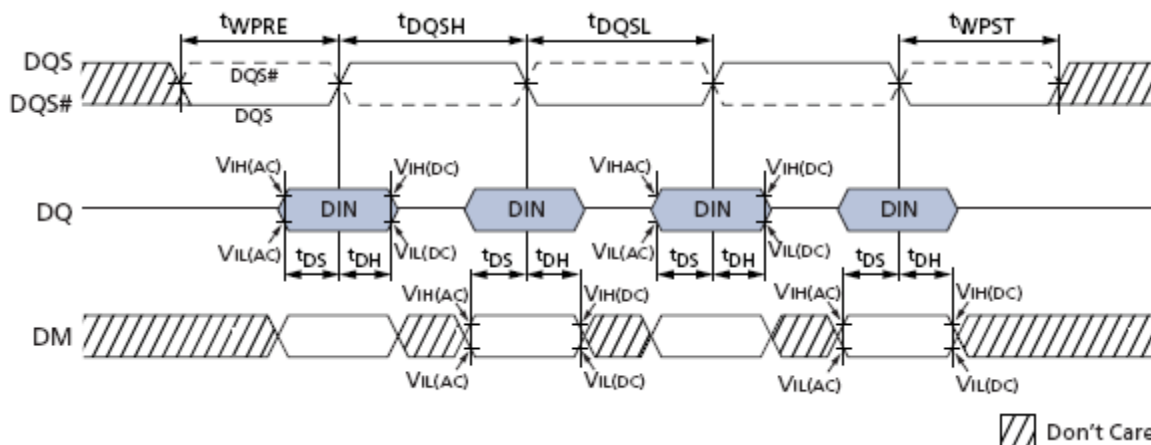 tWPRE tDQSH tDQSL tWPST
DQS
DQS#
DQS#
DQS
VIH(AC) VIH(DC) VIHAC) VIH(DC)
DQ DIN DIN DIN DIN
VIL(AC) VIL(DC) VIL(AC) VIL(DC)
tDS tDH tDS tDH tDS tDH tDS tDH
VIH(AC) VIH(DC) VIH(AC) VIH(DC)
DM
VIL(AC) VIL(DC) VIL(AC) VIL(DC)
Don't Care